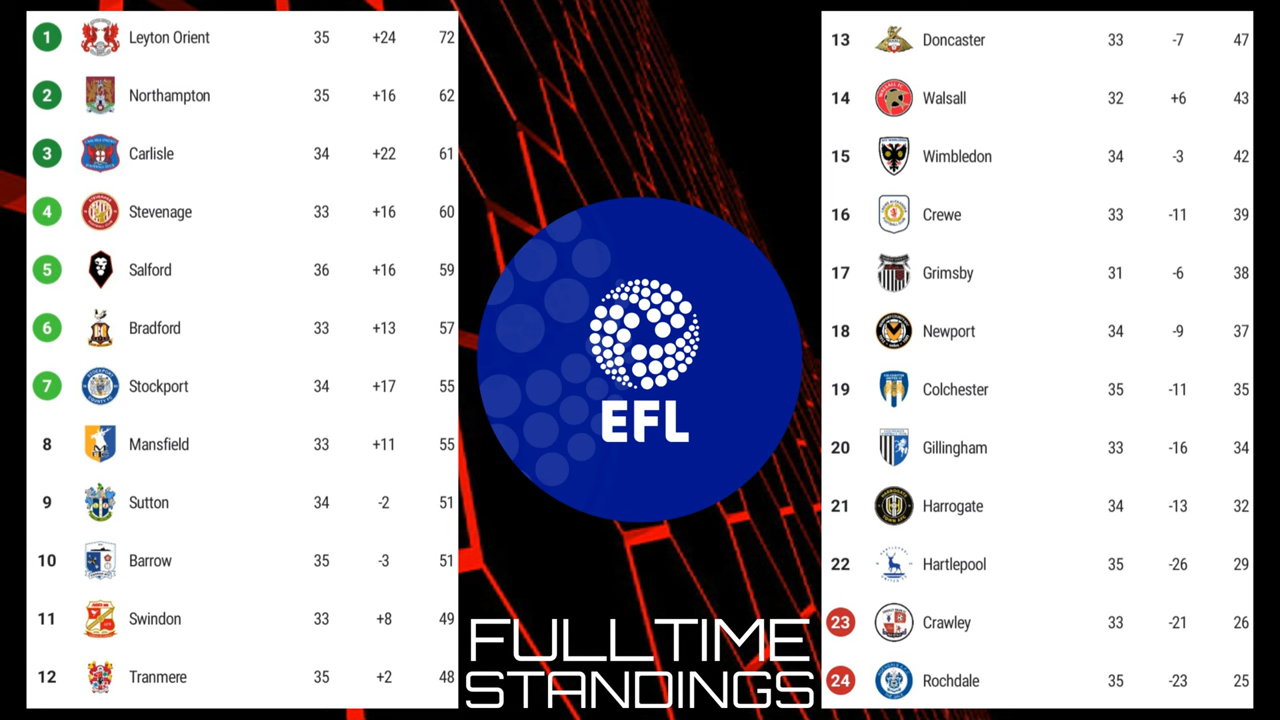 1 Leyton Orient 35 +24 72
2 Northampton 35 +16 62
3 Carlisle 34 +22 61
4 Stevenage 33 +16 60
5 Salford 36 +16 59
6 Bradford 33 +13 57
7 Stockport 34 +17 55
8 Mansfield 33 +11 55
9 Sutton 34 -2 51
10 Barrow 35 -3 51
11 Swindon 33 +8 49
12 Tranmere 35 +2 48
EFL
FULLTIME
STANDINGS
13 Doncaster 33 -7 47
14 Walsall 32 +6 43
15 Wimbledon 34 -3 42
16 Crewe 33 -11 39
17 Grimsby 31 -6 38
18 Newport 34 -9 37
19 Colchester 35 -11 35
20 Gillingham 33 -16 34
21 Harrogate 34 -13 32
22 Hartlepool 35 -26 29
23 Crawley 33 -21 26
24 Rochdale 35 -23 25